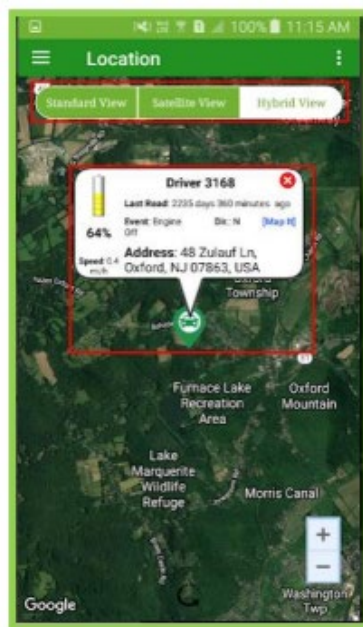 100% 11:15 AM
Location
Standard View Satellite View Hybrid View
Driver 3168
Last Read: 2235 days 360 minutes ago
Event: Engine Off Dir.: N [Map It]
64%
Speed: 0.4 m/h
Address: 48 Zulauf Ln,
Oxford, NJ 07863, USA
Township
Furnace Lake
Recreation
Area
Oxford
Mountain
Lake
Marquerite
Wildlife
Refuge
Morris Canal
+
−
Google
Washington
Twp